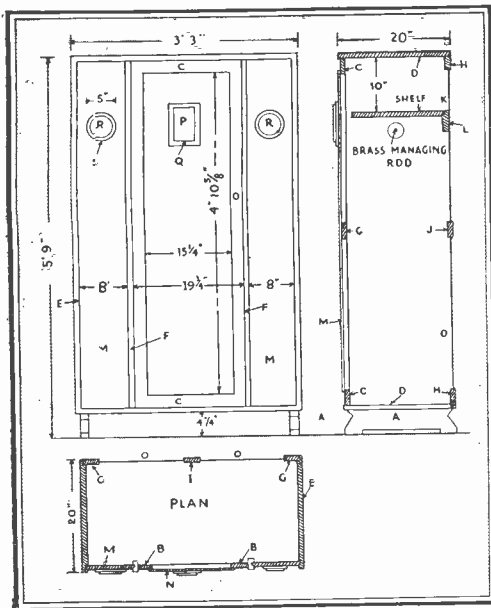 3' 3"
20"
C
C
D
H
5"
10"
SHELF
K
R
P
R
L
S
Q
BRASS MANAGING
ROD
5' 9"
4' 10 5/8"
O
G
J
15 1/4"
8"
19 1/4"
8"
E
F
F
M
M
M
O
C
C
D
H
4 1/4"
A
A
O
O
G
I
G
E
20"
PLAN
M
B
B
N